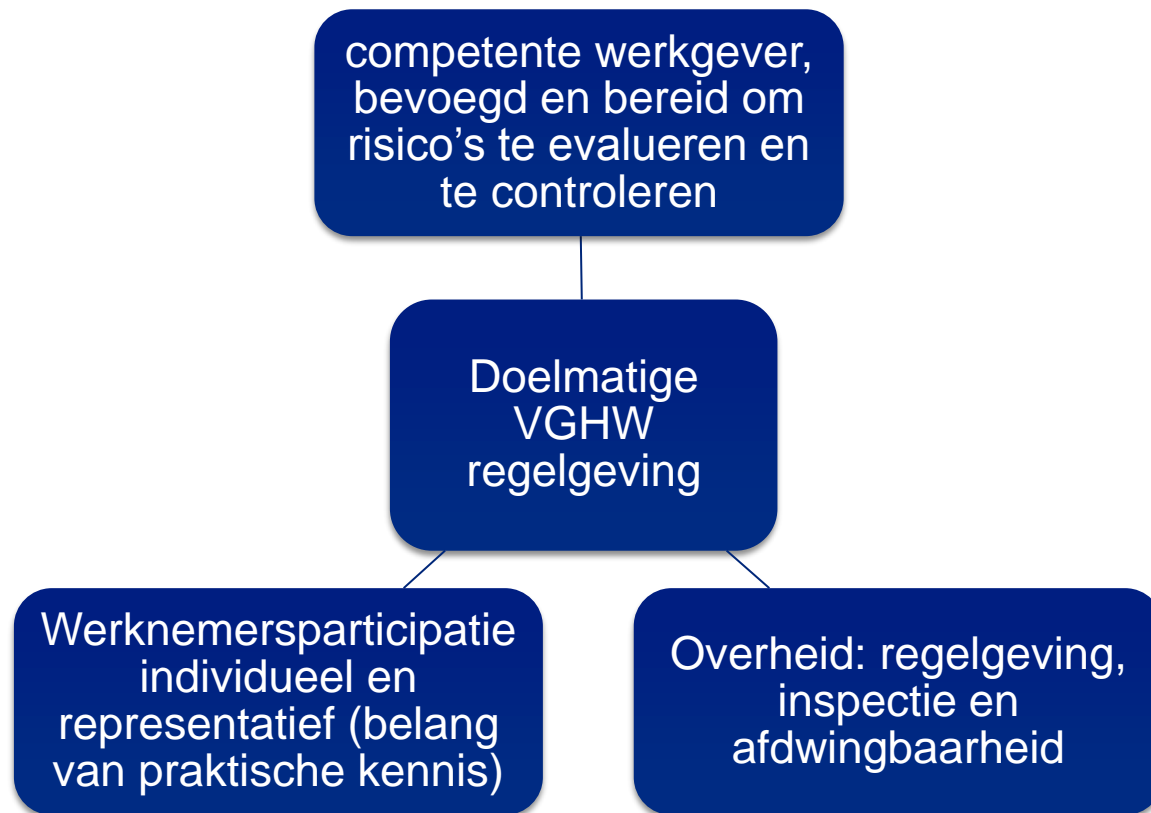 competente werkgever,
bevoegd en bereid om
risico’s te evalueren en
te controleren
Doelmatige
VGHW
regelgeving
Werknemersparticipatie
individueel en
representatief (belang
van praktische kennis)
Overheid: regelgeving,
inspectie en
afdwingbaarheid